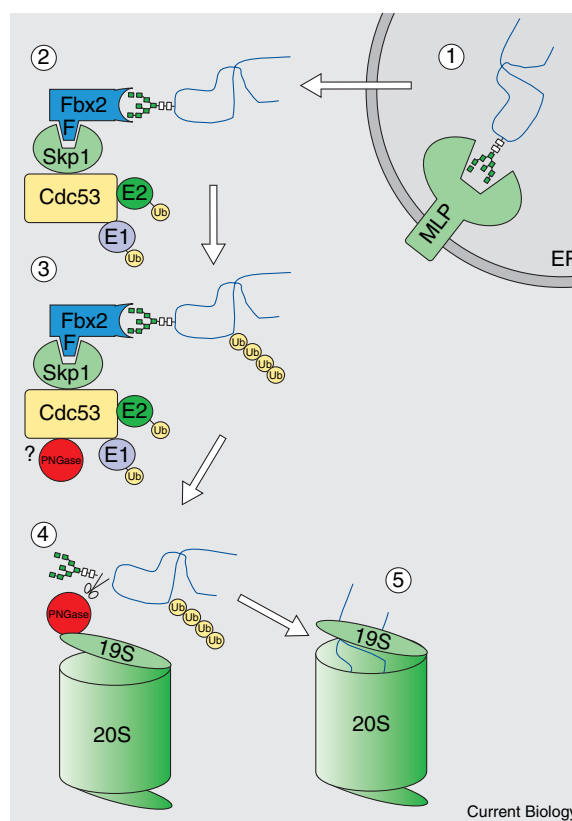 ①
MLP
ER
②
Fbx2
F
Skp1
Cdc53
E2
Ub
E1
Ub
③
Fbx2
F
Skp1
Cdc53
E2
Ub
E1
Ub
Ub
Ub
Ub
Ub
?
PNGase
④
PNGase
Ub
Ub
Ub
Ub
19S
20S
⑤
19S
20S
Current Biology